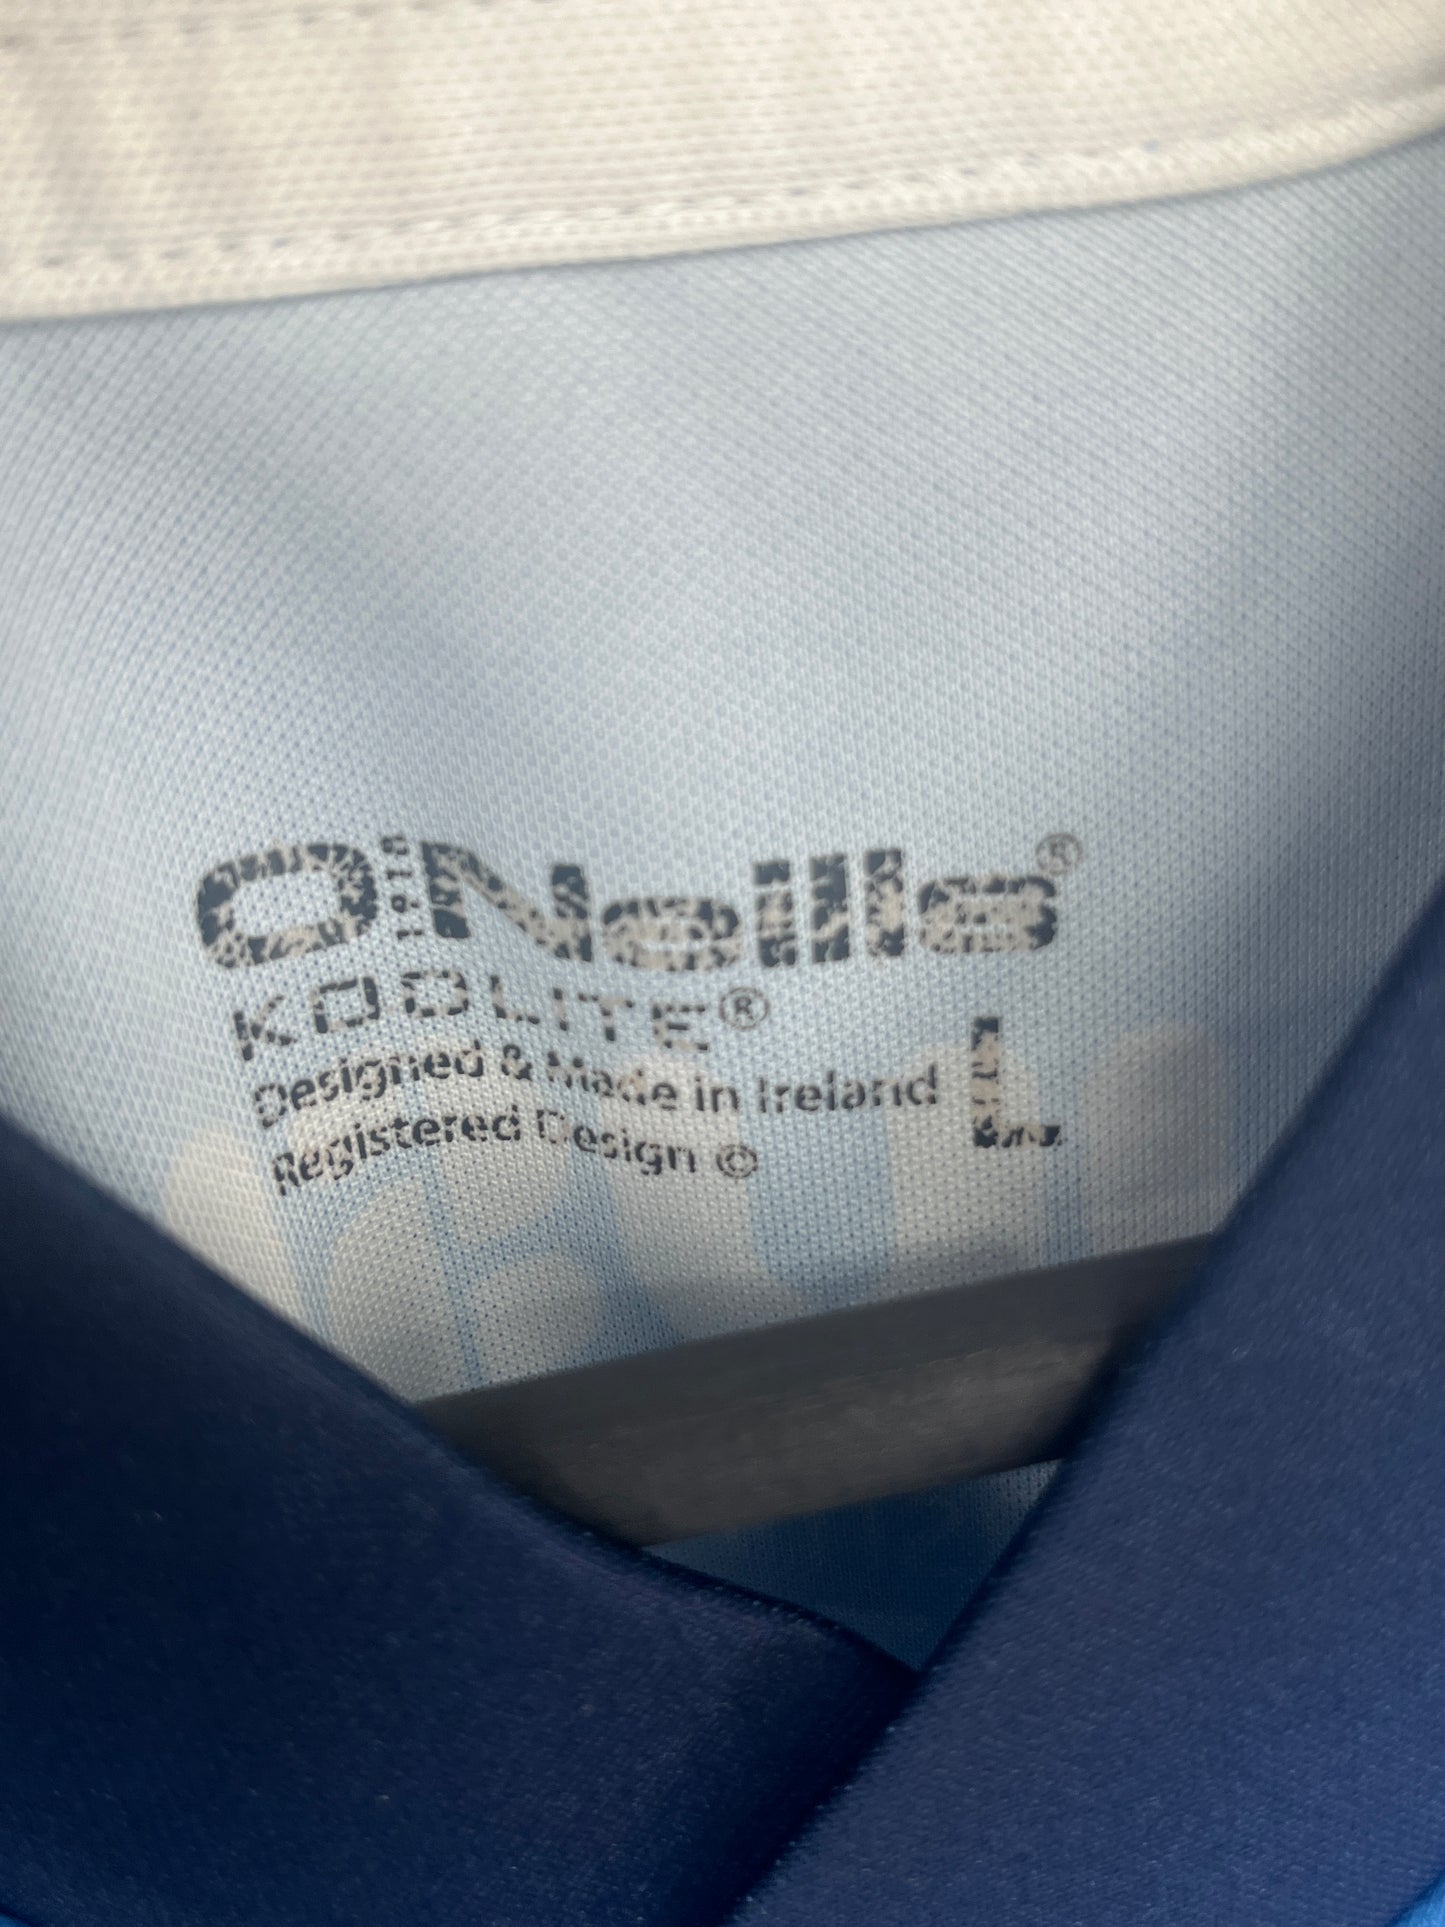 O'Neills®
1918
KOOLITE®
Designed & Made in Ireland
Registered Design ©
L